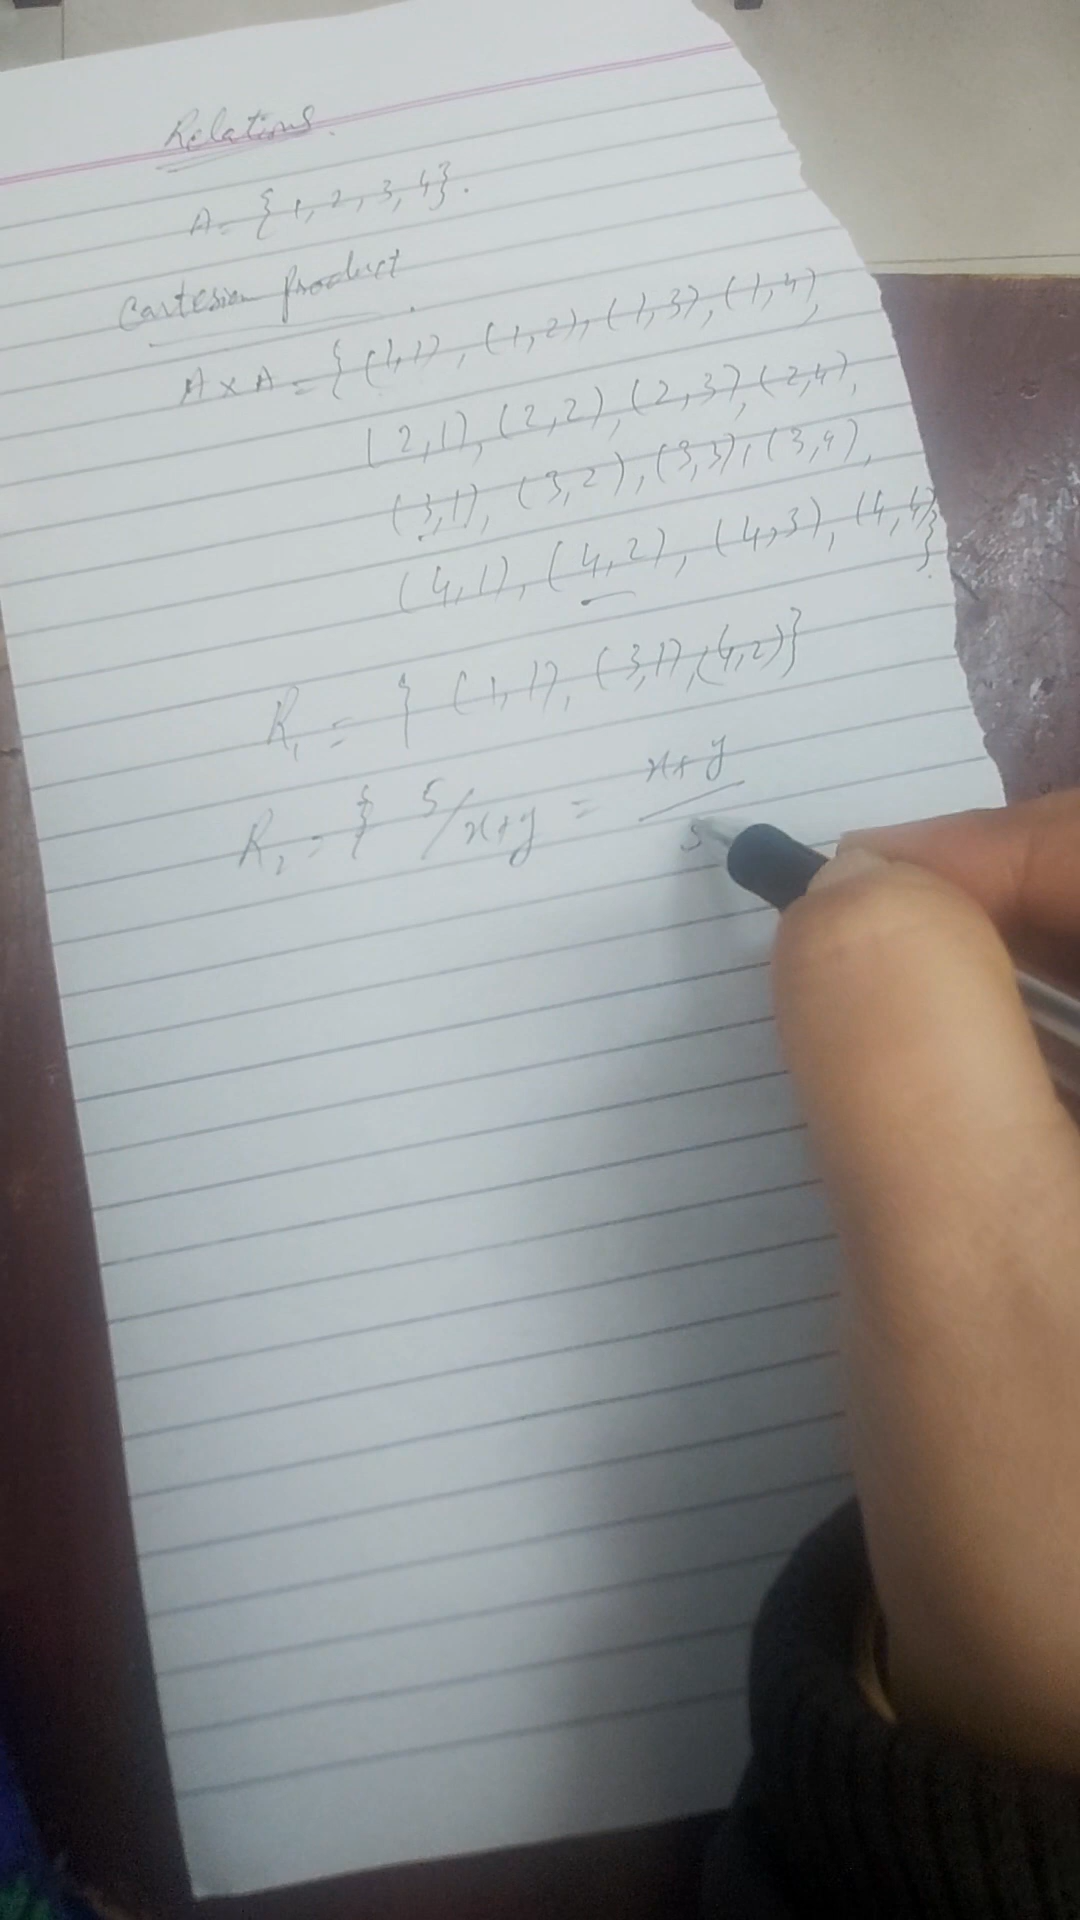 Relations.
A = {1, 2, 3, 4}.
Cartesian product
A × A = {(1,1), (1,2), (1,3), (1,4),
(2,1), (2,2), (2,3), (2,4),
(3,1), (3,2), (3,3), (3,4),
(4,1), (4,2), (4,3), (4,4)}
R₁ = { (1,1), (3,1), (4,2)}
R₁ = { 5/x+y = x+y/5